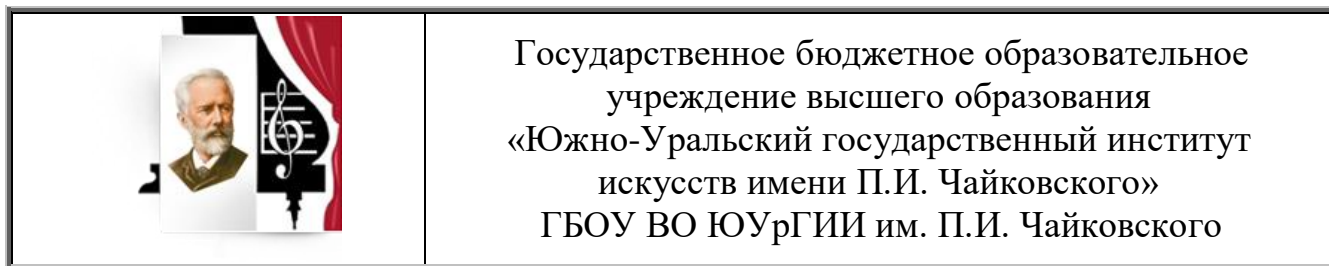 Государственное бюджетное образовательное
учреждение высшего образования
«Южно-Уральский государственный институт
искусств имени П.И. Чайковского»
ГБОУ ВО ЮУрГИИ им. П.И. Чайковского